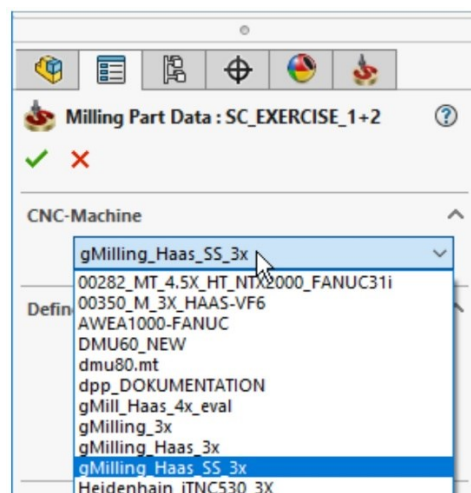 Milling Part Data : SC_EXERCISE_1+2
CNC-Machine
gMilling_Haas_SS_3x
00282_MT_4.5X_HT_NTX2000_FANUC31i
00350_M_3X_HAAS-VF6
Defin
AWEA1000-FANUC
DMU60_NEW
dmu80.mt
dpp_DOKUMENTATION
gMill_Haas_4x_eval
gMilling_3x
gMilling_Haas_3x
gMilling_Haas_SS_3x
Heidenhain_iTNC530_3X